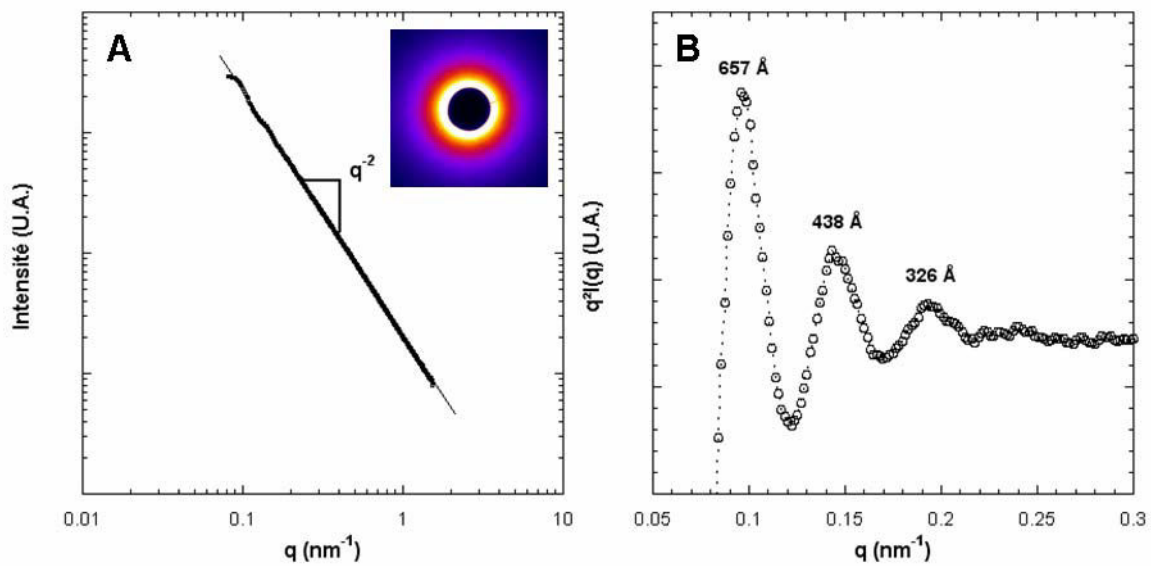 A
q-2
Intensité (U.A.)
0.01
0.1
1
10
q (nm-1)
B
657 Å
438 Å
326 Å
q²I(q) (U.A.)
0.05
0.1
0.15
0.2
0.25
0.3
q (nm-1)